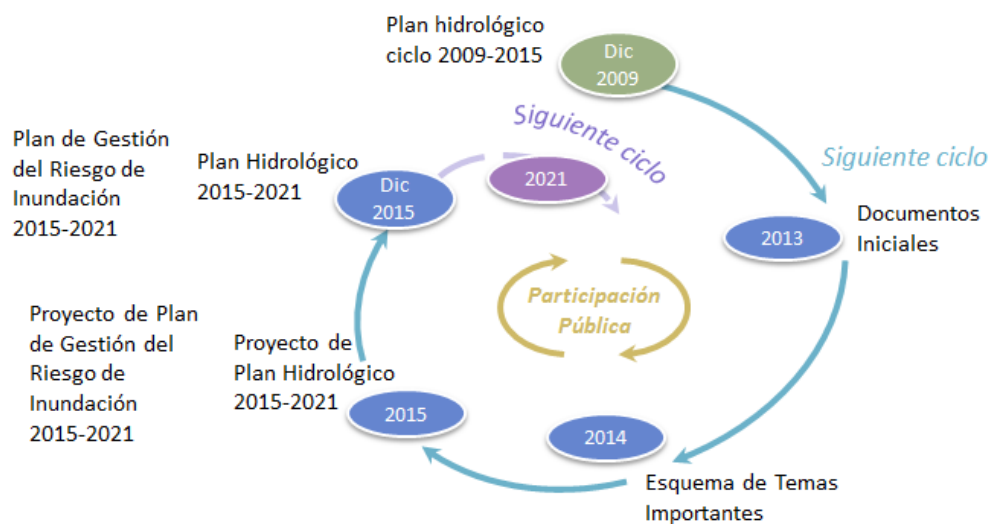 Plan hidrológico
ciclo 2009-2015
Dic
2009
Siguiente ciclo
Documentos
Iniciales
2013
2014
Esquema de Temas
Importantes
2015
Proyecto de
Plan Hidrológico
2015-2021
Proyecto de Plan
de Gestión del
Riesgo de
Inundación
2015-2021
Dic
2015
Plan Hidrológico
2015-2021
Plan de Gestión
del Riesgo de
Inundación
2015-2021
Siguiente ciclo
2021
Participación
Pública